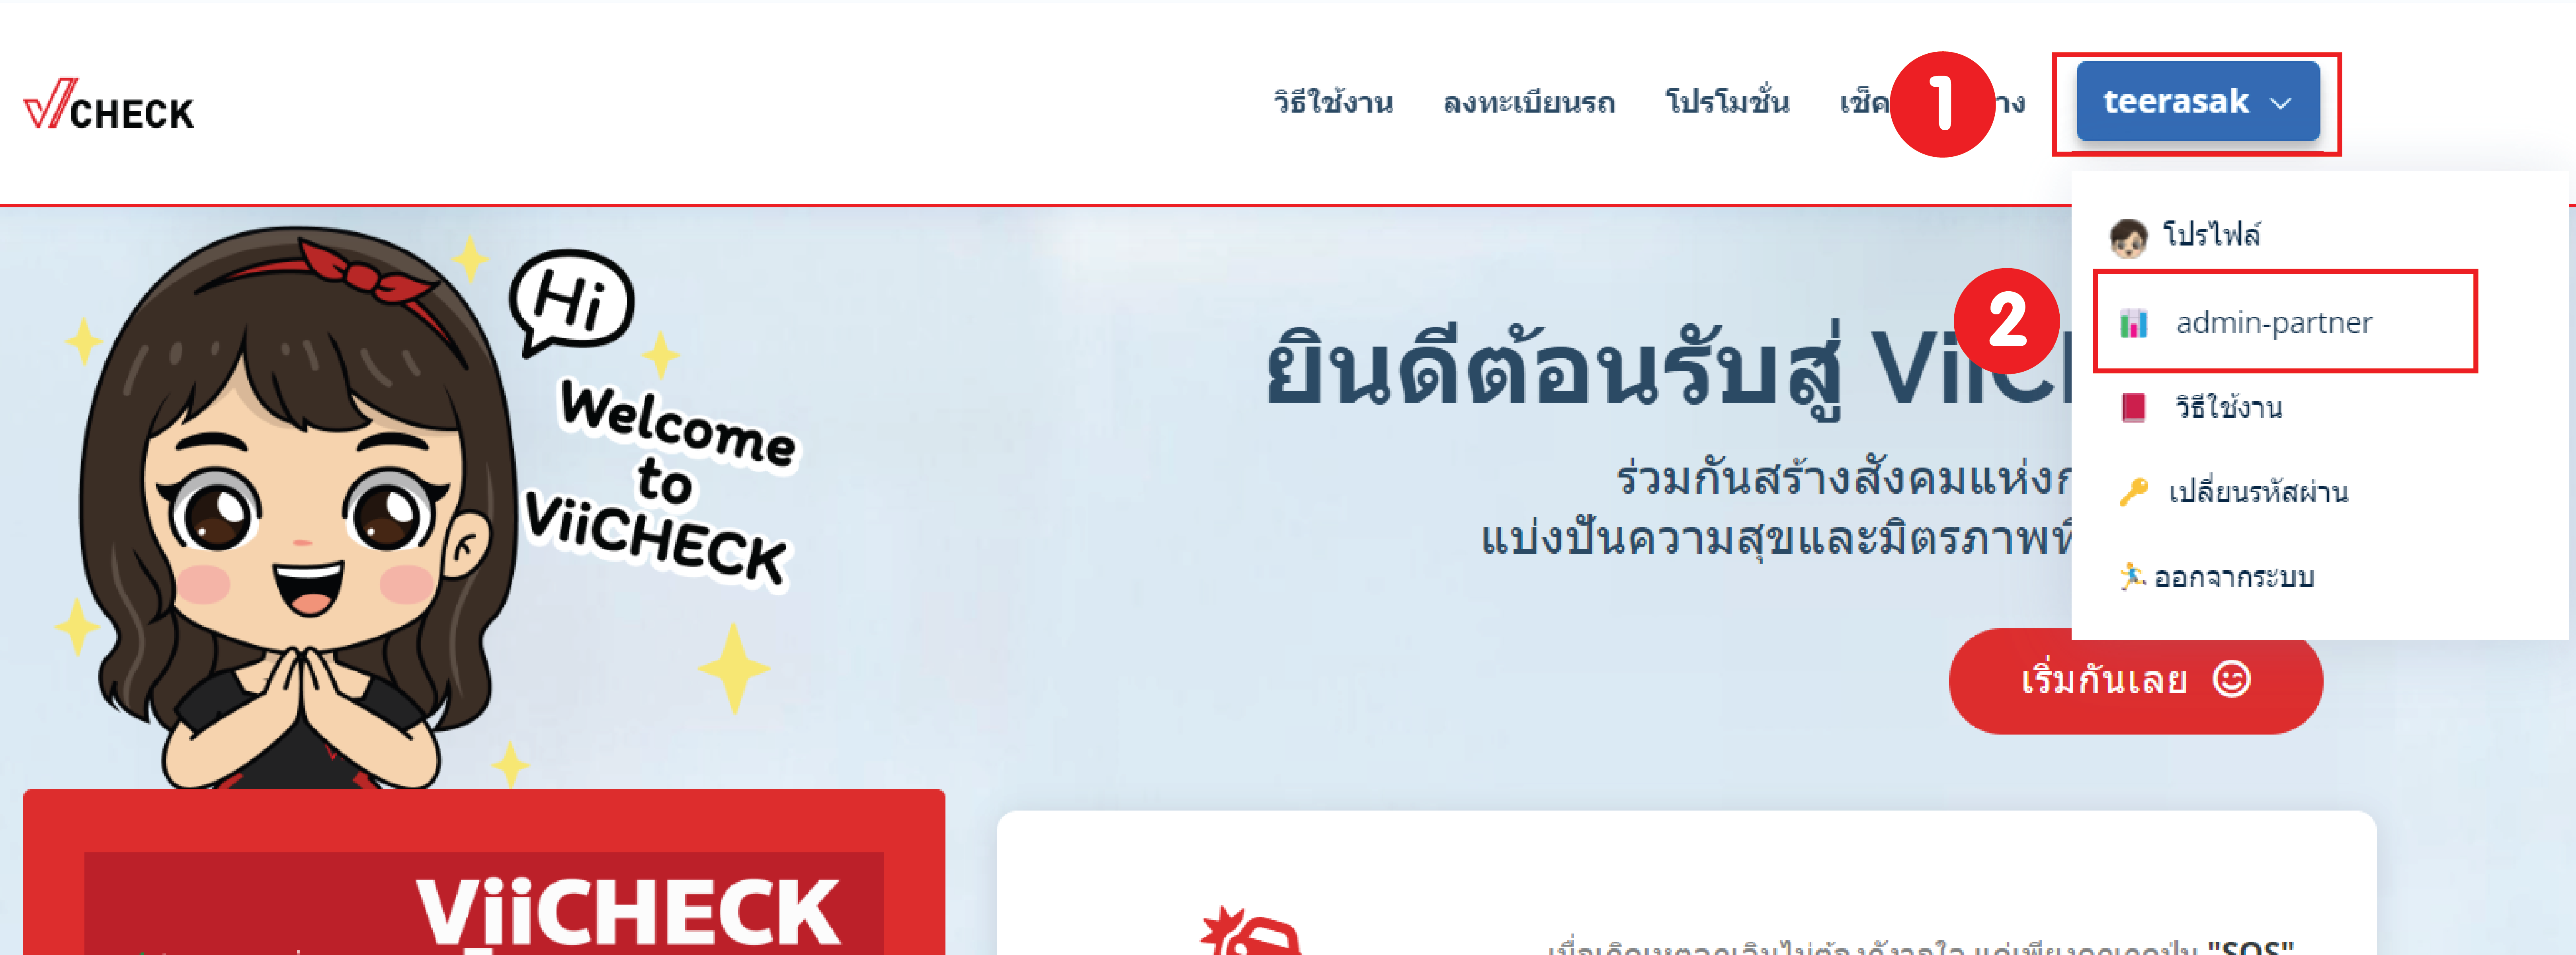 CHECK
วิธีใช้งาน ลงทะเบียนรถ โปรโมชั่น เช็ค 1 าง teerasak
โปรไฟล์
2 admin-partner
วิธีใช้งาน
เปลี่ยนรหัสผ่าน
ออกจากระบบ
Hi
Welcome
to
ViiCHECK
ยินดีต้อนรับสู่ ViiC
ร่วมกันสร้างสังคมแห่งก
แบ่งปันความสุขและมิตรภาพที
เริ่มกันเลย
ViiCHECK
"SOS"